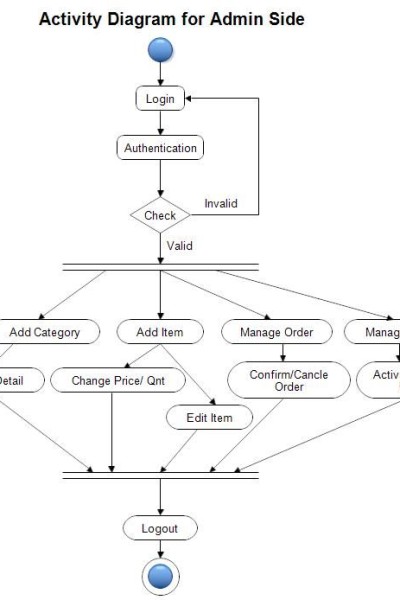 Activity Diagram for Admin Side
Login
Authentication
Check
Invalid
Valid
Add Category
Add Item
Manage Order
Manag
Detail
Change Price/ Qnt
Confirm/Cancle
Order
Activ
Edit Item
Logout